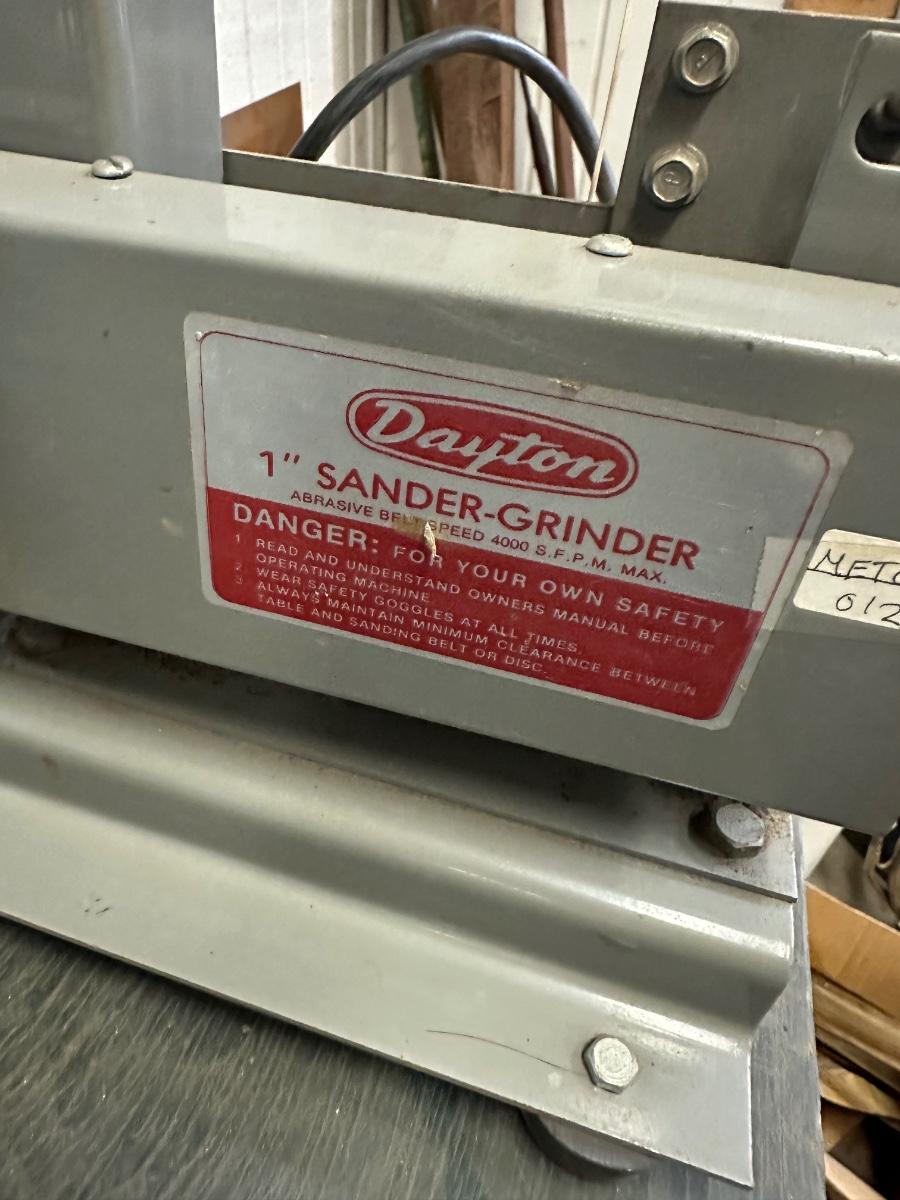 Dayton
1" SANDER-GRINDER
ABRASIVE BELT SPEED 4000 S.F.P.M. MAX.
DANGER: FOR YOUR OWN SAFETY
1 READ AND UNDERSTAND OWNERS MANUAL BEFORE
OPERATING MACHINE.
2 WEAR SAFETY GOGGLES AT ALL TIMES.
3 ALWAYS MAINTAIN MINIMUM CLEARANCE BETWEEN
TABLE AND SANDING BELT OR DISC.
012